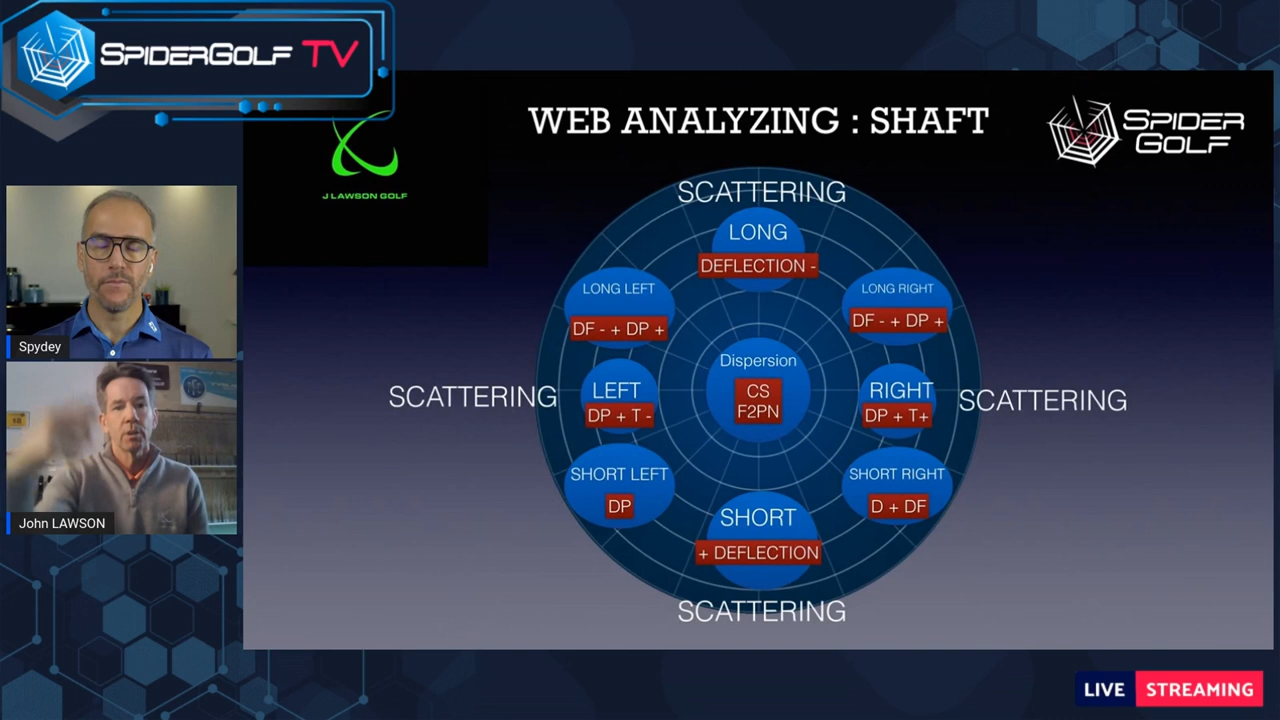 SPIDERGOLF TV
WEB ANALYZING : SHAFT
SPIDER
GOLF
J LAWSON GOLF
SCATTERING
LONG
DEFLECTION -
LONG LEFT
DF - + DP +
LONG RIGHT
DF - + DP +
Dispersion
CS
F2PN
SCATTERING
LEFT
DP + T -
RIGHT
DP + T+
SCATTERING
SHORT LEFT
DP
SHORT RIGHT
D + DF
SHORT
+ DEFLECTION
SCATTERING
Spydey
John LAWSON
LIVE STREAMING